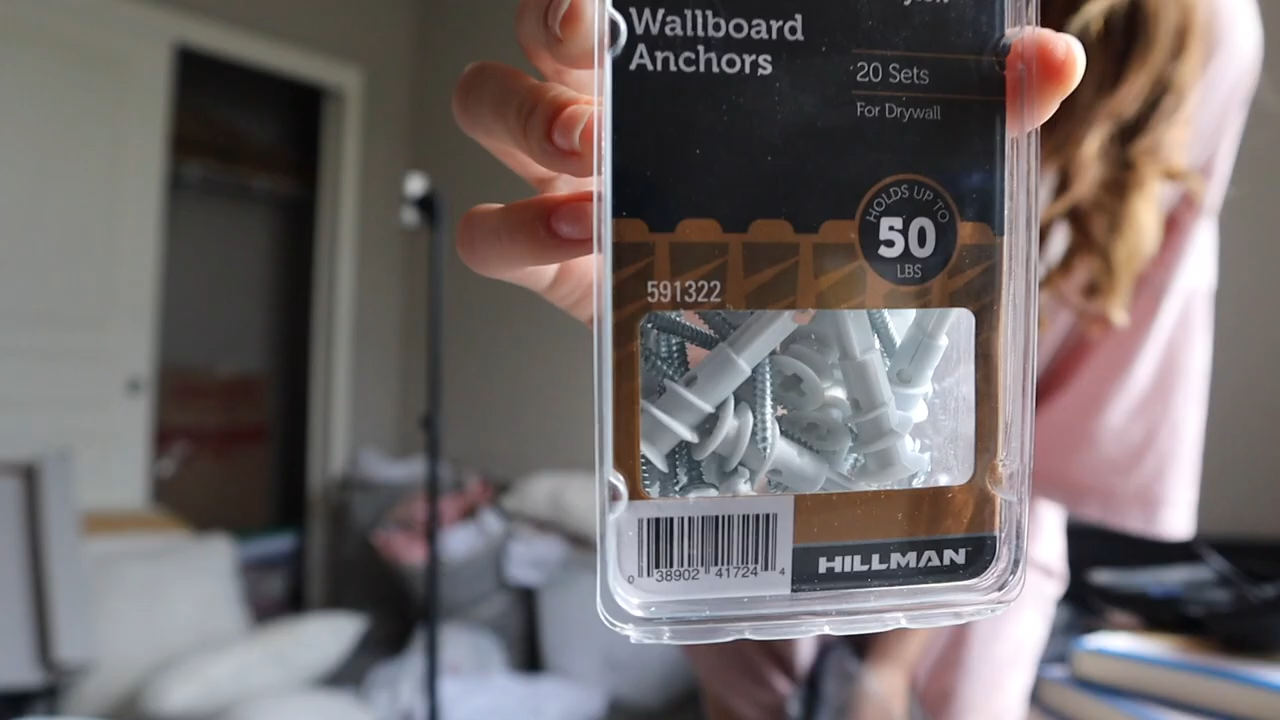 Wallboard
Anchors
20 Sets
For Drywall
HOLDS UP TO
50
LBS
591322
0 38902 41724 4
HILLMAN